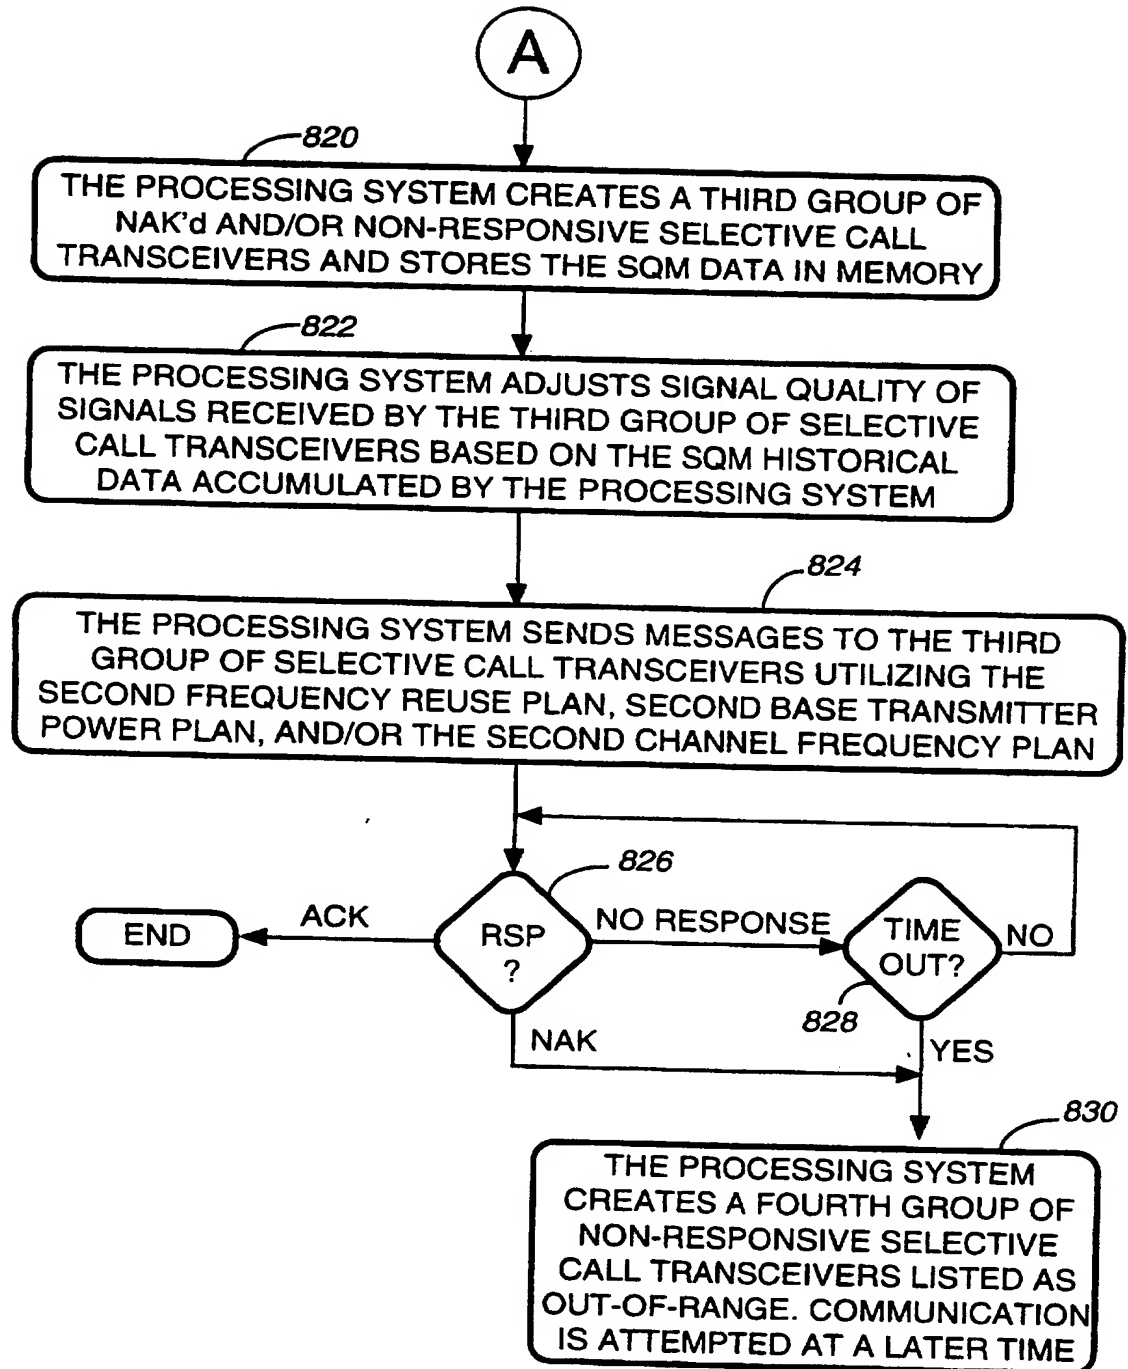 A
820
THE PROCESSING SYSTEM CREATES A THIRD GROUP OF
NAK'd AND/OR NON-RESPONSIVE SELECTIVE CALL
TRANSCEIVERS AND STORES THE SQM DATA IN MEMORY
822
THE PROCESSING SYSTEM ADJUSTS SIGNAL QUALITY OF
SIGNALS RECEIVED BY THE THIRD GROUP OF SELECTIVE
CALL TRANSCEIVERS BASED ON THE SQM HISTORICAL
DATA ACCUMULATED BY THE PROCESSING SYSTEM
824
THE PROCESSING SYSTEM SENDS MESSAGES TO THE THIRD
GROUP OF SELECTIVE CALL TRANSCEIVERS UTILIZING THE
SECOND FREQUENCY REUSE PLAN, SECOND BASE TRANSMITTER
POWER PLAN, AND/OR THE SECOND CHANNEL FREQUENCY PLAN
826
END
ACK
RSP
?
NO RESPONSE
TIME
OUT?
NO
828
NAK
YES
830
THE PROCESSING SYSTEM
CREATES A FOURTH GROUP OF
NON-RESPONSIVE SELECTIVE
CALL TRANSCEIVERS LISTED AS
OUT-OF-RANGE. COMMUNICATION
IS ATTEMPTED AT A LATER TIME